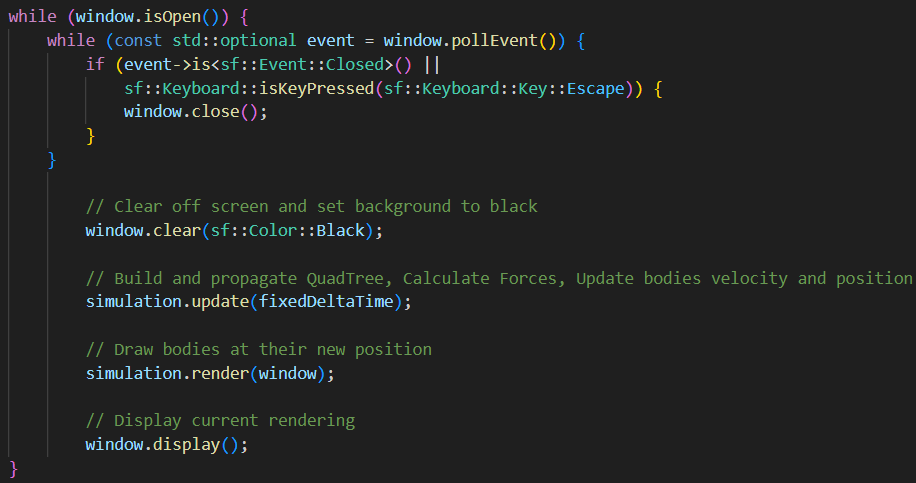 while (window.isOpen()) {
while (const std::optional event = window.pollEvent()) {
if (event->is<sf::Event::Closed>() ||
sf::Keyboard::isKeyPressed(sf::Keyboard::Key::Escape)) {
window.close();
}
}
// Clear off screen and set background to black
window.clear(sf::Color::Black);
// Build and propagate QuadTree, Calculate Forces, Update bodies velocity and position
simulation.update(fixedDeltaTime);
// Draw bodies at their new position
simulation.render(window);
// Display current rendering
window.display();
}